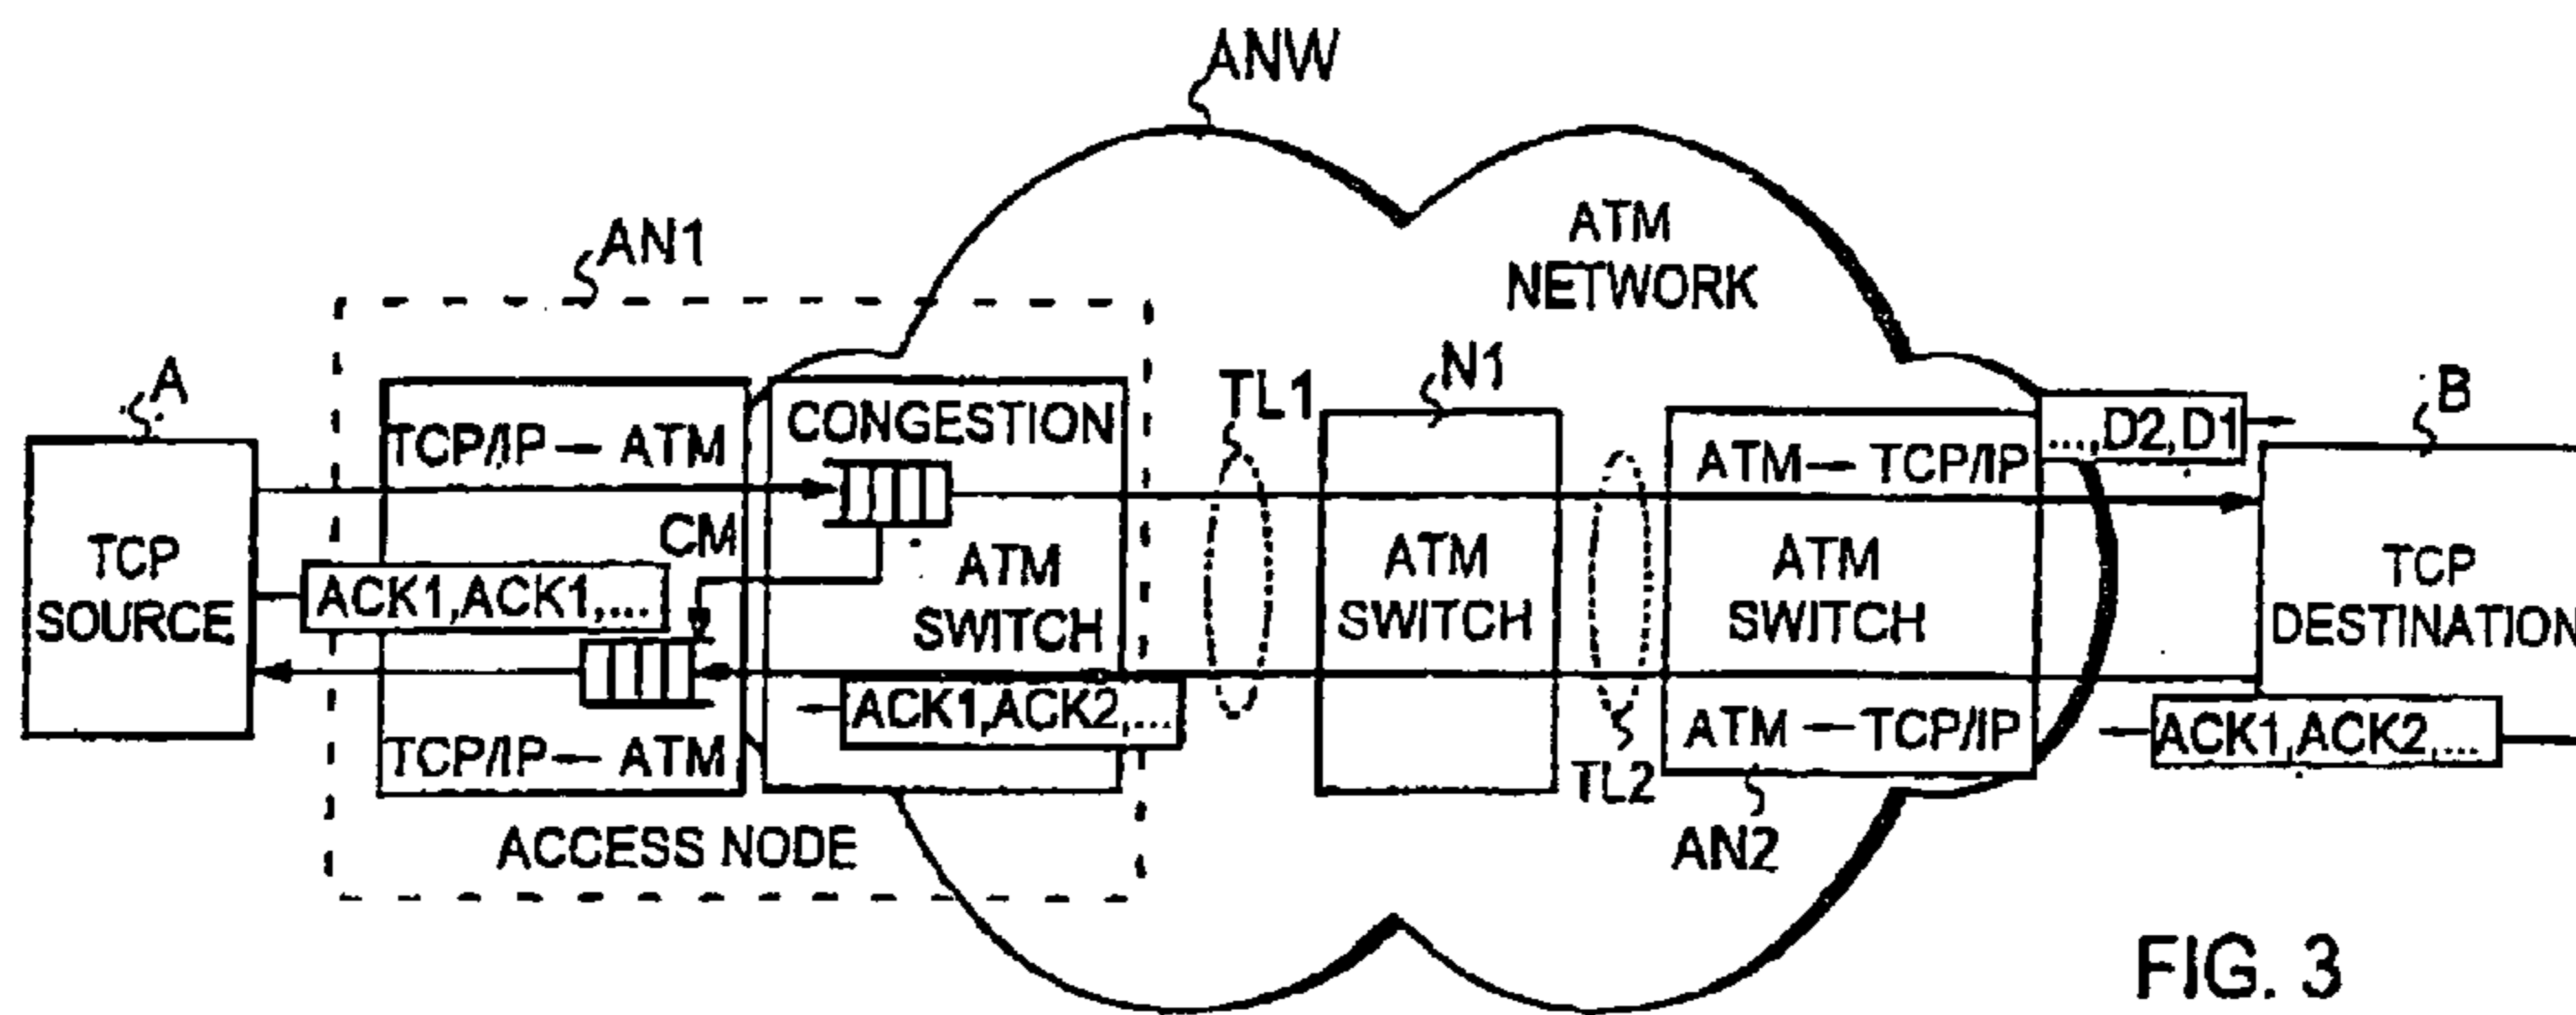 ANW
AN1
ATM
NETWORK
A
TL1
N1
B
CONGESTION
..., D2, D1
TCP/IP ← ATM
ATM ← TCP/IP
CM
TCP
SOURCE
ACK1,ACK1,....
ATM
SWITCH
ATM
SWITCH
ATM
SWITCH
TCP
DESTINATION
ACK1,ACK2,...
ACK1,ACK2,...
TCP/IP ← ATM
ATM ← TCP/IP
TL2
ACCESS NODE
AN2
FIG. 3